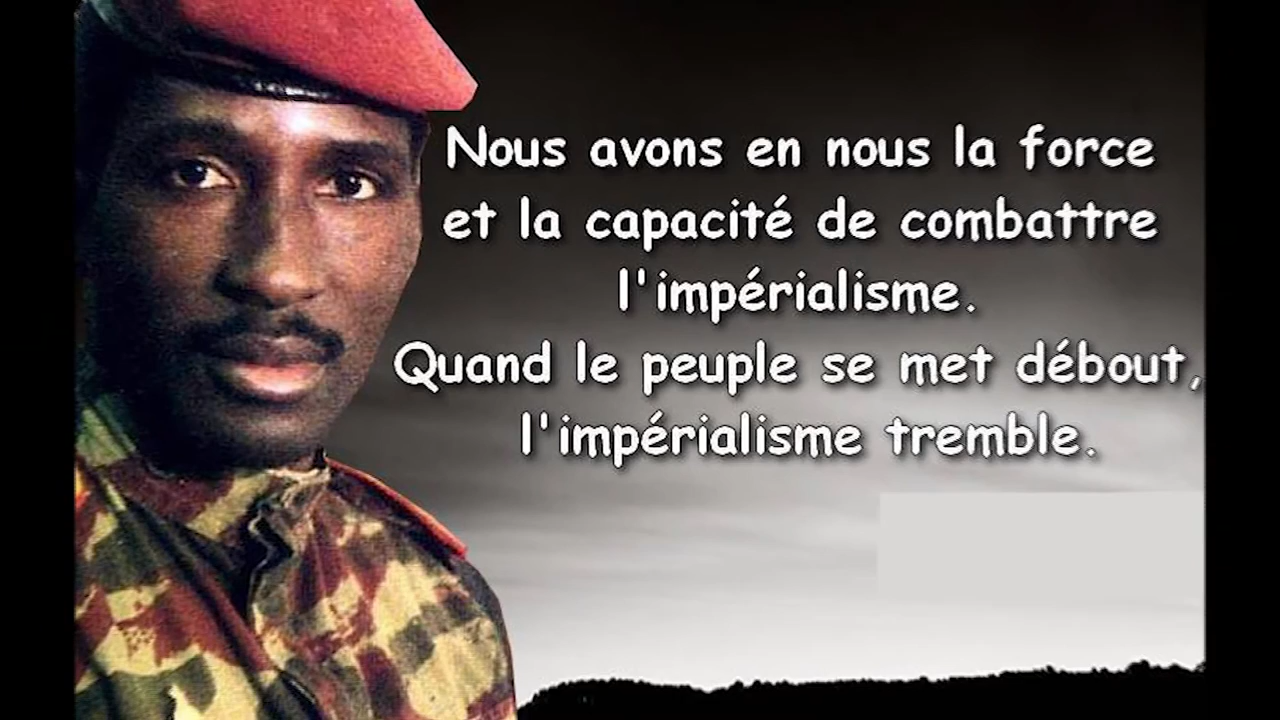 Nous avons en nous la force
et la capacité de combattre
l'impérialisme.
Quand le peuple se met débout,
l'impérialisme tremble.